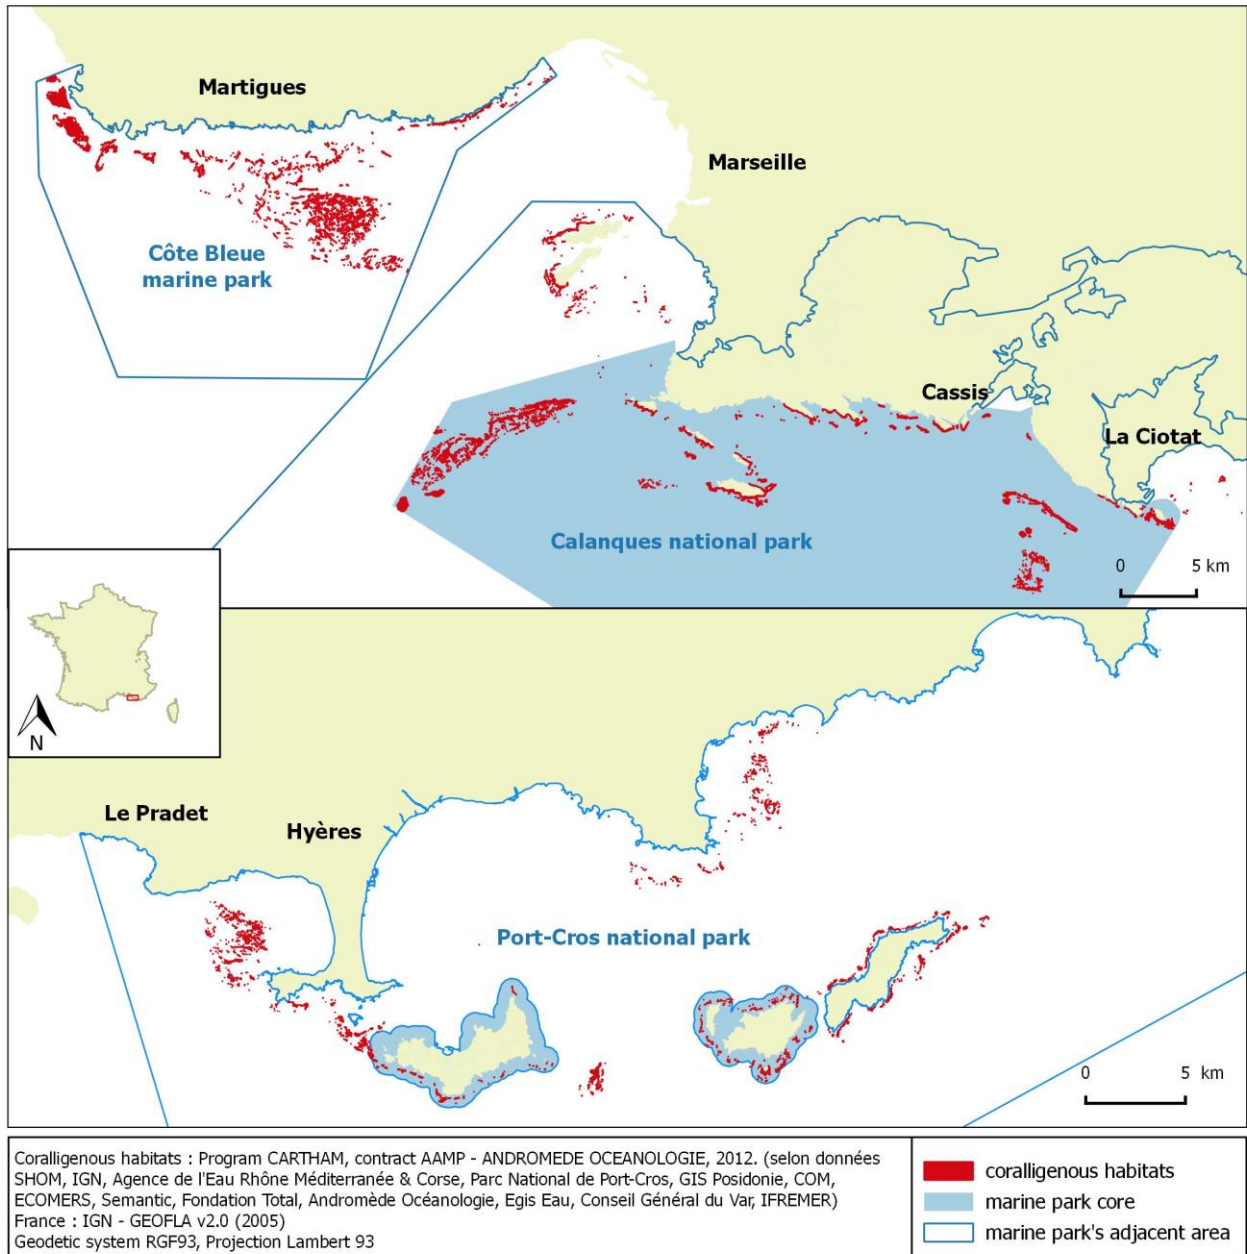 Martigues
Marseille
Côte Bleue
marine park
Cassis
La Ciotat
Calanques national park
0 5 km
N
Le Pradet
Hyères
Port-Cros national park
0 5 km
Coralligenous habitats : Program CARTHAM, contract AAMP - ANDROMEDE OCEANOLOGIE, 2012. (selon données
SHOM, IGN, Agence de l'Eau Rhône Méditerranée & Corse, Parc National de Port-Cros, GIS Posidonie, COM,
ECOMERS, Semantic, Fondation Total, Andromède Océanologie, Egis Eau, Conseil Général du Var, IFREMER)
France : IGN - GEOFLA v2.0 (2005)
Geodetic system RGF93, Projection Lambert 93
coralligenous habitats
marine park core
marine park's adjacent area